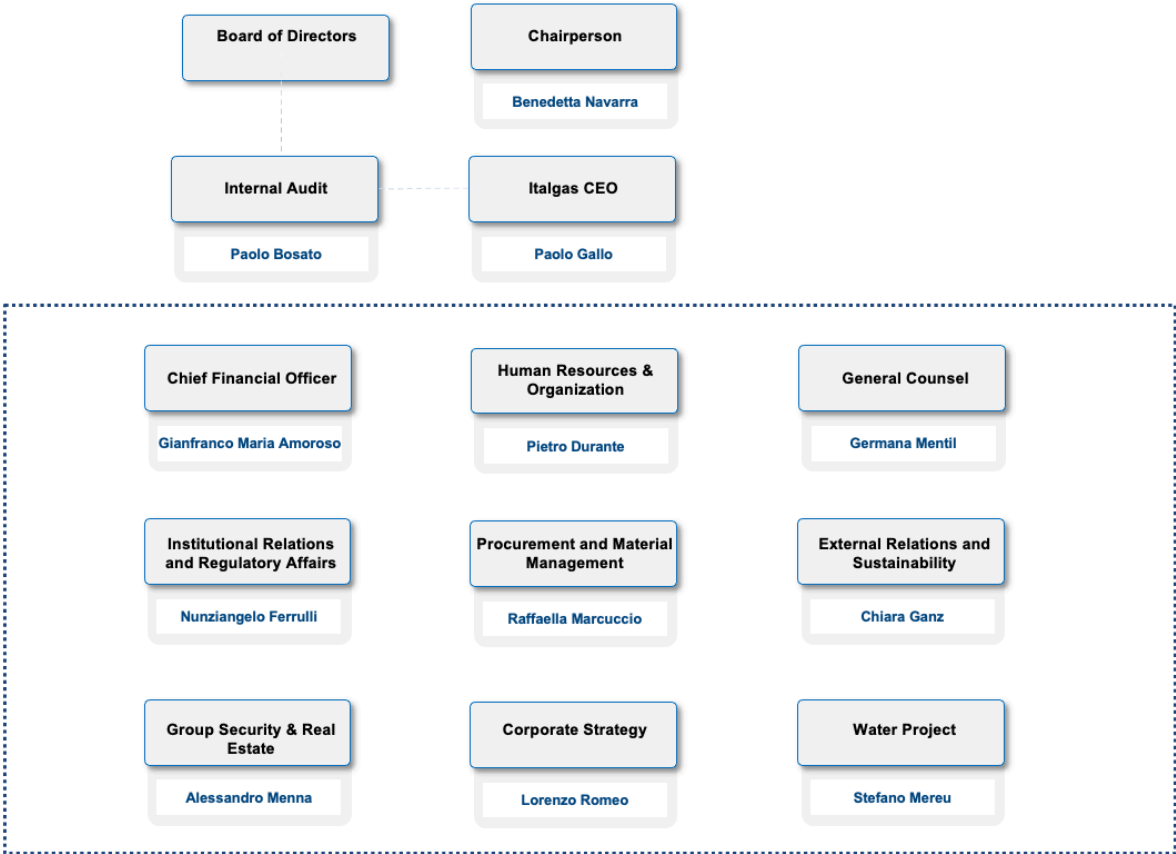 Board of Directors
Chairperson
Benedetta Navarra
Internal Audit
Italgas CEO
Paolo Bosato
Paolo Gallo
Chief Financial Officer
Gianfranco Maria Amoroso
Human Resources &
Organization
Pietro Durante
General Counsel
Germana Mentil
Institutional Relations
and Regulatory Affairs
Nunziangelo Ferrulli
Procurement and Material
Management
Raffaella Marcuccio
External Relations and
Sustainability
Chiara Ganz
Group Security & Real
Estate
Alessandro Menna
Corporate Strategy
Lorenzo Romeo
Water Project
Stefano Mereu